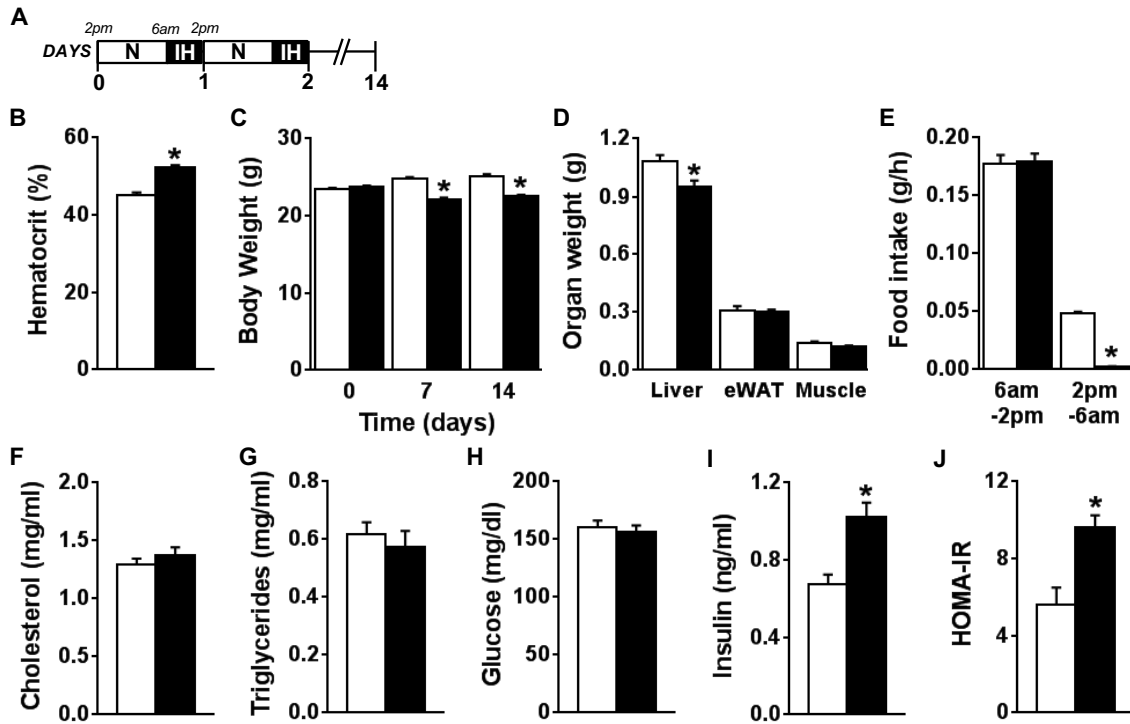 A
2pm 6am 2pm
DAYS N IH N IH
0 1 2 14
B
Hematocrit (%)
60
40
20
0
*
C
Body Weight (g)
30
20
10
0
* *
0 7 14
Time (days)
D
Organ weight (g)
1.2
0.9
0.6
0.3
0.0
*
Liver eWAT Muscle
E
Food intake (g/h)
0.20
0.15
0.10
0.05
0.00
*
6am 2pm
-2pm -6am
F
Cholesterol (mg/ml)
2.0
1.5
1.0
0.5
0.0
G
Triglycerides (mg/ml)
0.8
0.6
0.4
0.2
0.0
H
Glucose (mg/dl)
200
150
100
50
0
I
Insulin (ng/ml)
1.2
0.8
0.4
0.0
*
J
HOMA-IR
12
8
4
0
*